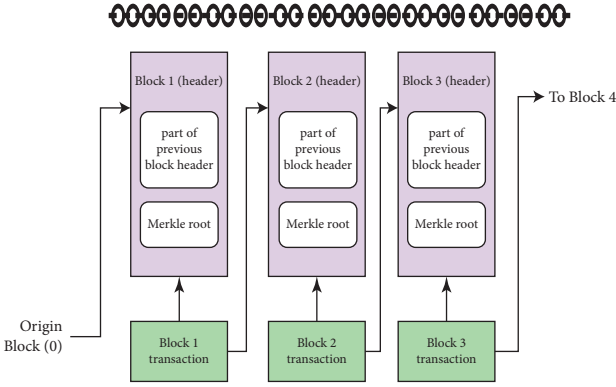 Block 1 (header)
part of
previous
block header
Merkle root
Block 2 (header)
part of
previous
block header
Merkle root
Block 3 (header)
part of
previous
block header
Merkle root
To Block 4
Origin
Block (0)
Block 1
transaction
Block 2
transaction
Block 3
transaction